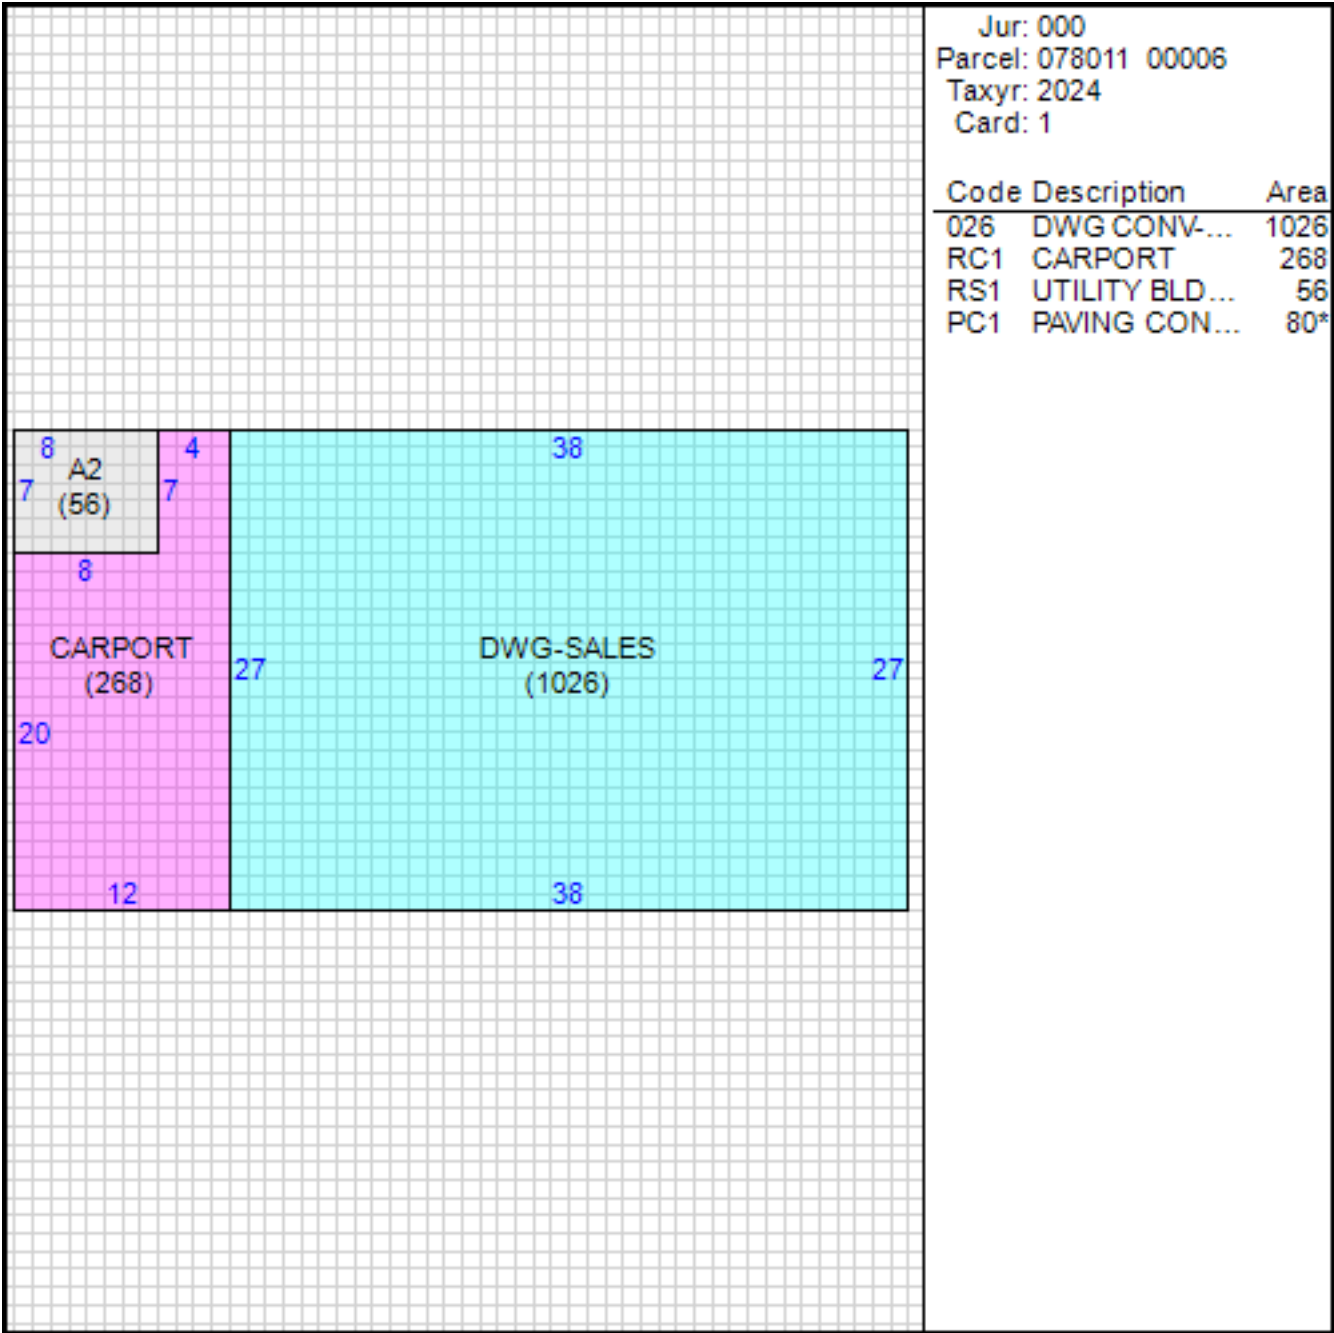 Jur: 000
Parcel: 078011 00006
Taxyr: 2024
Card: 1
Code Description Area
026 DWG CONV-... 1026
RC1 CARPORT 268
RS1 UTILITY BLD... 56
PC1 PAVING CON... 80*
8 4 38
A2
7 7
(56)
8
CARPORT DWG-SALES
27 27
(268) (1026)
20
12 38